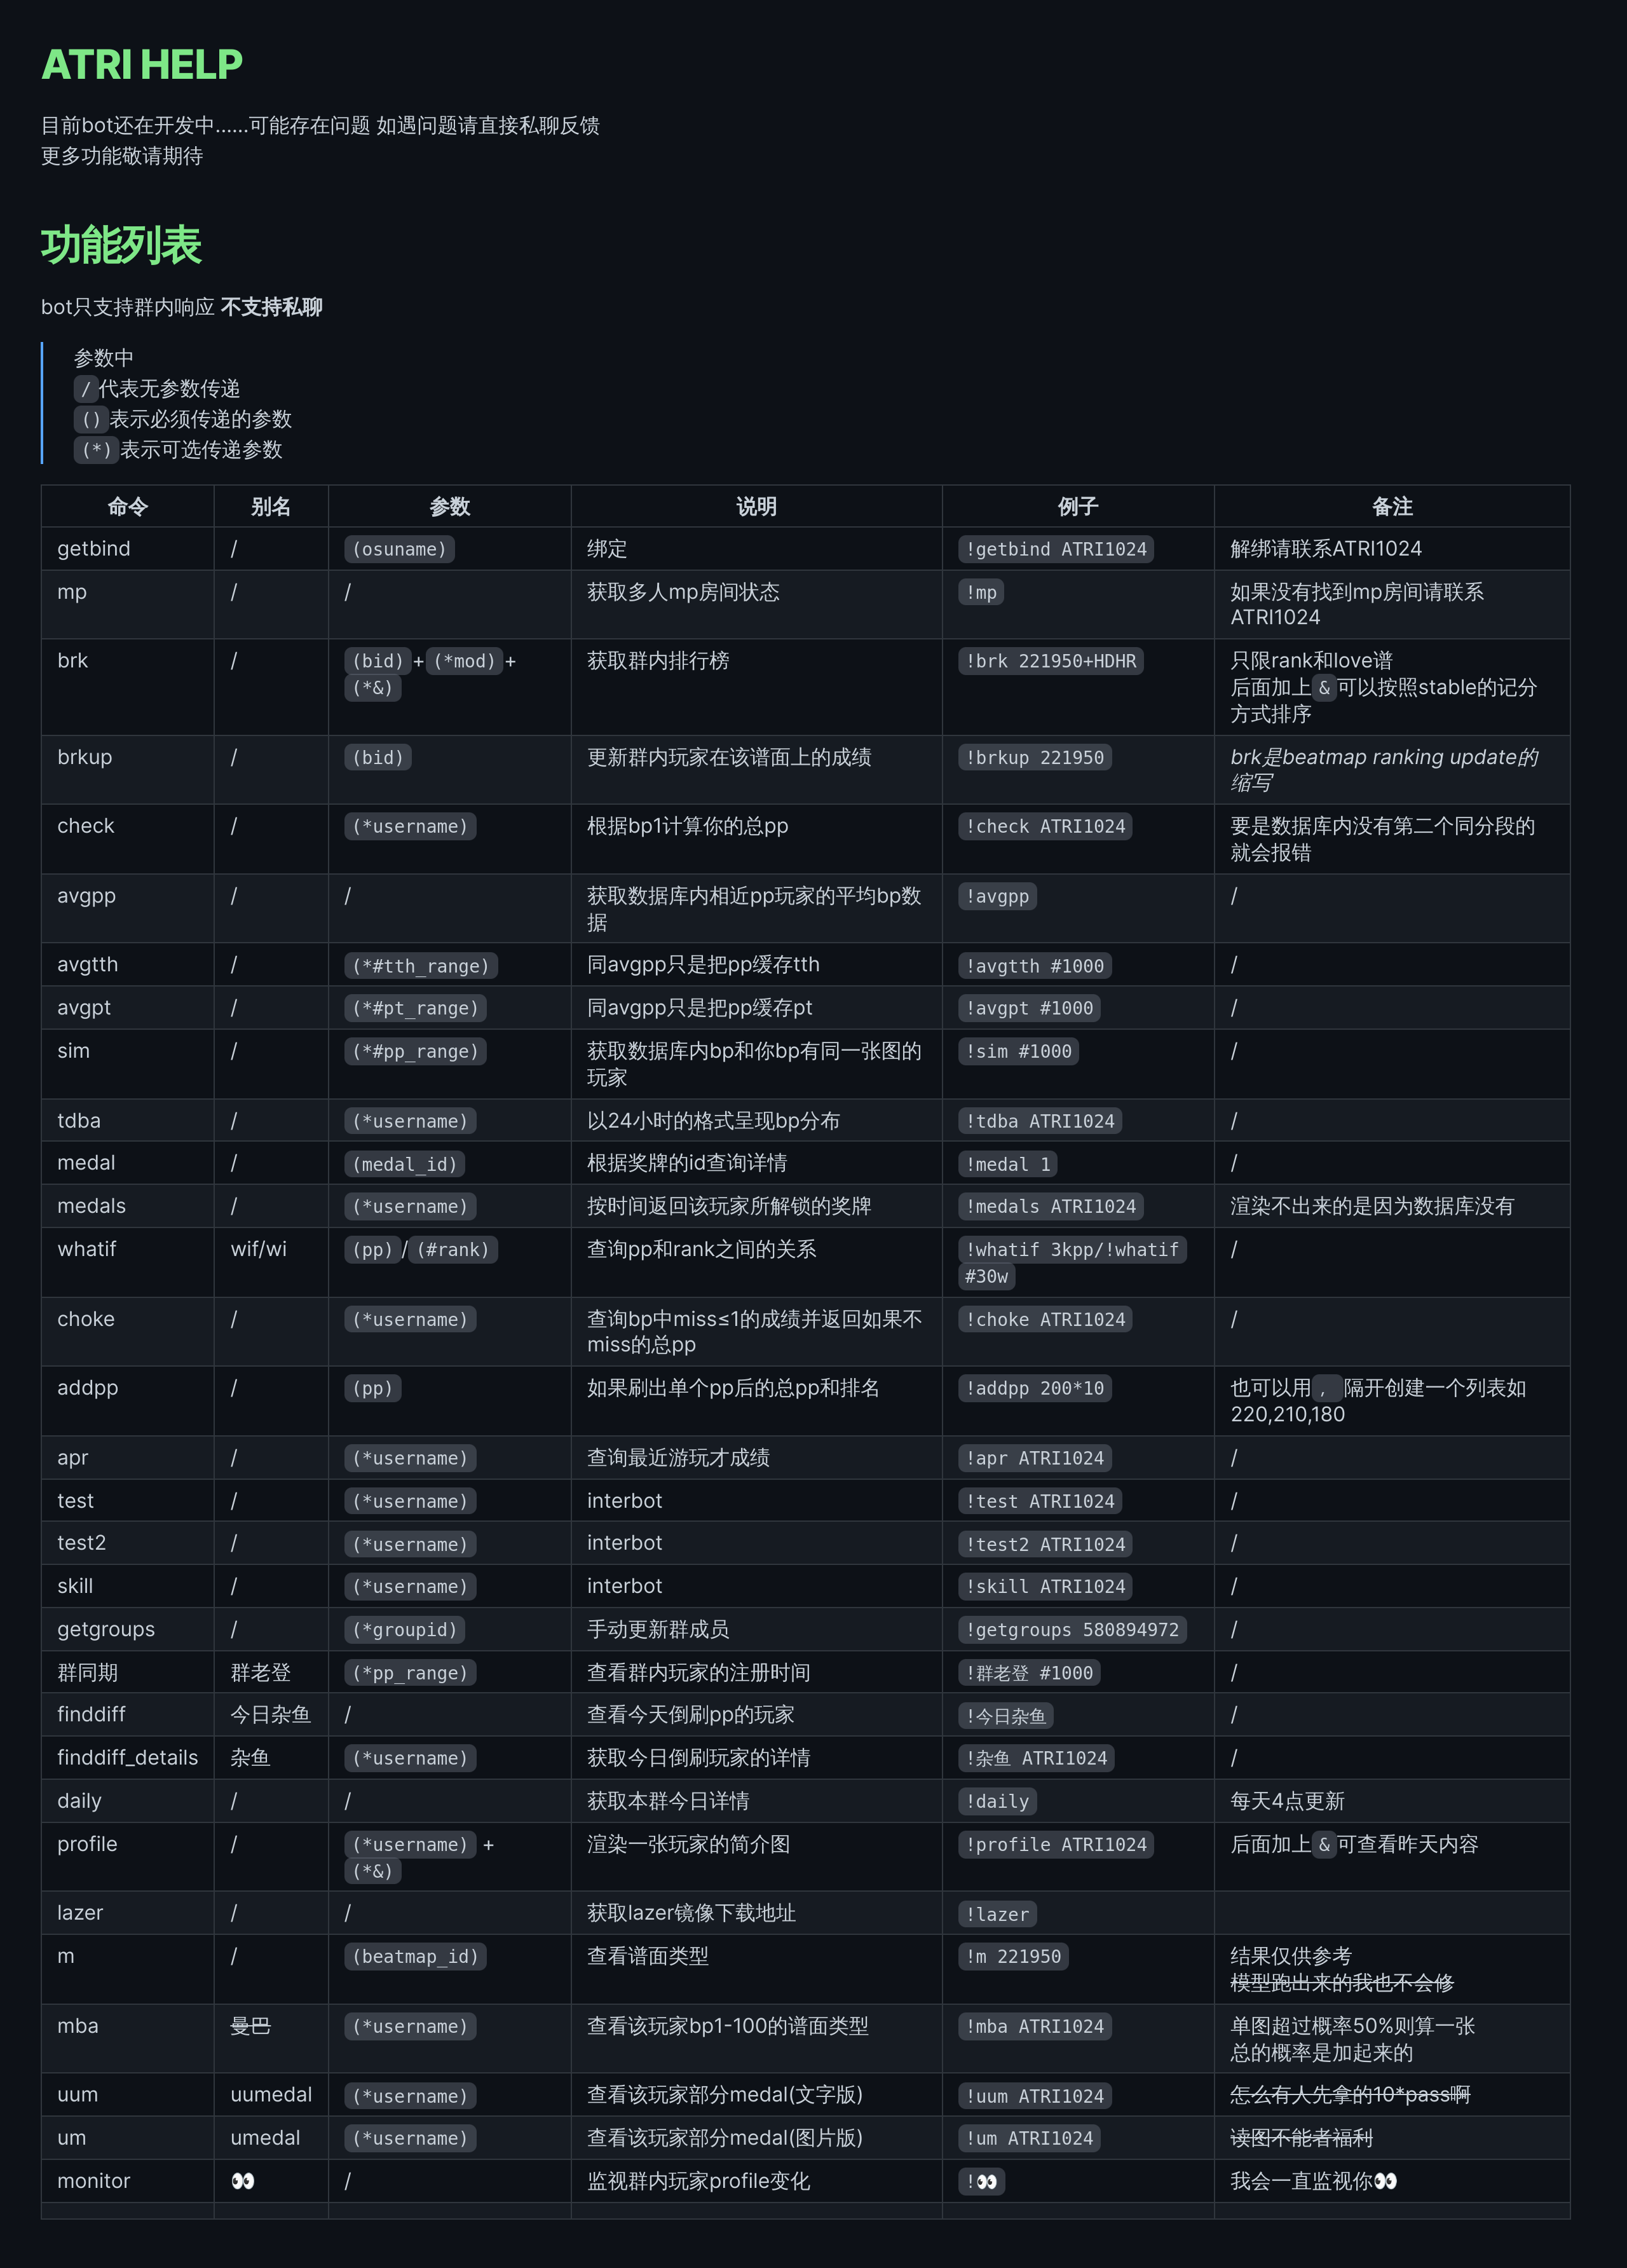 ATRI HELP
目前bot还在开发中……可能存在问题 如遇问题请直接私聊反馈
更多功能敬请期待
功能列表
bot只支持群内响应 不支持私聊
参数中
/代表无参数传递
()表示必须传递的参数
(*)表示可选传递参数
命令 别名 参数 说明 例子 备注
getbind / (osuname) 绑定 !getbind ATRI1024 解绑请联系ATRI1024
mp / / 获取多人mp房间状态 !mp 如果没有找到mp房间请联系
ATRI1024
brk / (bid)+(*mod)+ 获取群内排行榜 !brk 221950+HDHR 只限rank和love谱
(*&) 后面加上&可以按照stable的记分
方式排序
brkup / (bid) 更新群内玩家在该谱面上的成绩 !brkup 221950 brk是beatmap ranking update的
缩写
check / (*username) 根据bp1计算你的总pp !check ATRI1024 要是数据库内没有第二个同分段的
就会报错
avgpp / / 获取数据库内相近pp玩家的平均bp数 !avgpp /
据
avgtth / (*#tth_range) 同avgpp只是把pp缓存tth !avgtth #1000 /
avgpt / (*#pt_range) 同avgpp只是把pp缓存pt !avgpt #1000 /
sim / (*#pp_range) 获取数据库内bp和你bp有同一张图的 !sim #1000 /
玩家
tdba / (*username) 以24小时的格式呈现bp分布 !tdba ATRI1024 /
medal / (medal_id) 根据奖牌的id查询详情 !medal 1 /
medals / (*username) 按时间返回该玩家所解锁的奖牌 !medals ATRI1024 渲染不出来的是因为数据库没有
whatif wif/wi (pp)/(#rank) 查询pp和rank之间的关系 !whatif 3kpp/!whatif /
#30w
choke / (*username) 查询bp中miss≤1的成绩并返回如果不 !choke ATRI1024 /
miss的总pp
addpp / (pp) 如果刷出单个pp后的总pp和排名 !addpp 200*10 也可以用，隔开创建一个列表如
220,210,180
apr / (*username) 查询最近游玩才成绩 !apr ATRI1024 /
test / (*username) interbot !test ATRI1024 /
test2 / (*username) interbot !test2 ATRI1024 /
skill / (*username) interbot !skill ATRI1024 /
getgroups / (*groupid) 手动更新群成员 !getgroups 580894972 /
群同期 群老登 (*pp_range) 查看群内玩家的注册时间 !群老登 #1000 /
finddiff 今日杂鱼 / 查看今天倒刷pp的玩家 !今日杂鱼 /
finddiff_details 杂鱼 (*username) 获取今日倒刷玩家的详情 !杂鱼 ATRI1024 /
daily / / 获取本群今日详情 !daily 每天4点更新
profile / (*username) + 渲染一张玩家的简介图 !profile ATRI1024 后面加上&可查看昨天内容
(*&)
lazer / / 获取lazer镜像下载地址 !lazer
m / (beatmap_id) 查看谱面类型 !m 221950 结果仅供参考
模型跑出来的我也不会修
mba 曼巴 (*username) 查看该玩家bp1-100的谱面类型 !mba ATRI1024 单图超过概率50%则算一张
总的概率是加起来的
uum uumedal (*username) 查看该玩家部分medal(文字版) !uum ATRI1024 怎么有人先拿的10*pass啊
um umedal (*username) 查看该玩家部分medal(图片版) !um ATRI1024 读图不能者福利
monitor 👀 / 监视群内玩家profile变化 !👀 我会一直监视你👀